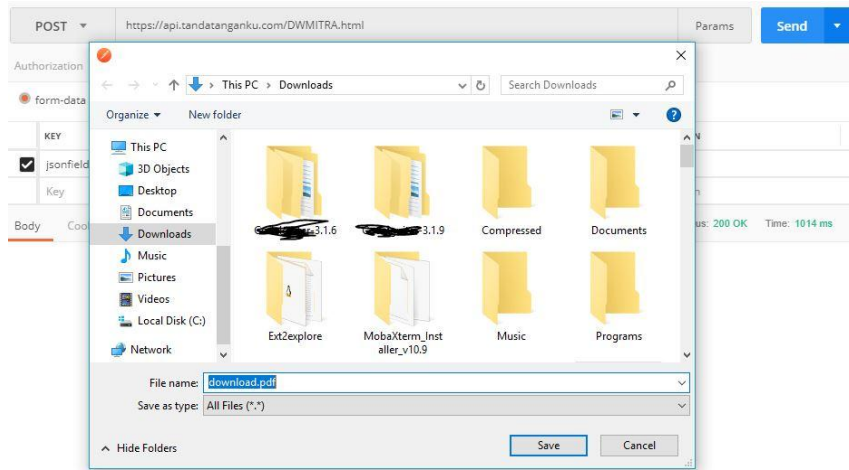 POST
https://api.tandatanganku.com/DWMITRA.html
Params
Send
Authorization
This PC > Downloads
Search Downloads
form-data
Organize
New folder
KEY
This PC
3D Objects
jsonfield
Desktop
Key
Documents
Downloads
-3.1.6
-3.1.9
Compressed
Documents
Body
Coo
us: 200 OK
Time: 1014 ms
Music
Pictures
Videos
Local Disk (C:)
Network
Ext2explore
MobaXterm_Inst
aller_v10.9
Music
Programs
File name: download.pdf
Save as type: All Files (*.*)
Hide Folders
Save
Cancel